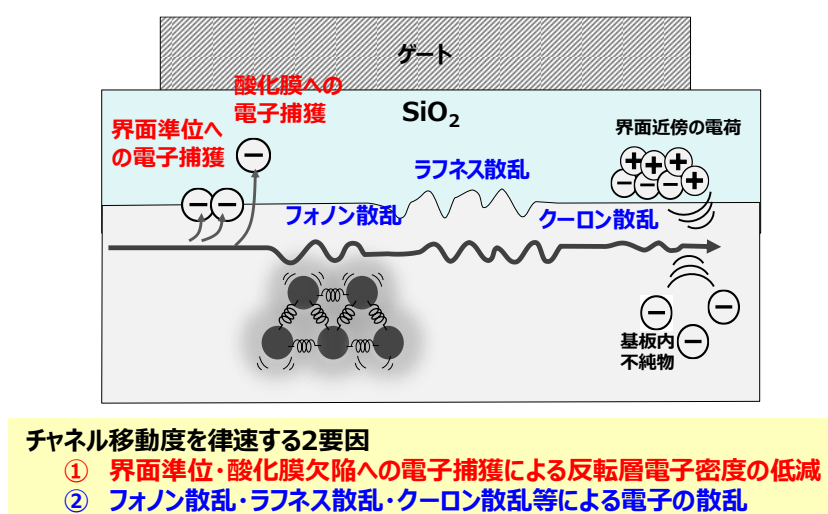 ゲート
酸化膜への
電子捕獲
SiO₂
界面準位へ
の電子捕獲
界面近傍の電荷
ラフネス散乱
フォノン散乱
クーロン散乱
基板内
不純物
チャネル移動度を律速する2要因
① 界面準位・酸化膜欠陥への電子捕獲による反転層電子密度の低減
② フォノン散乱・ラフネス散乱・クーロン散乱等による電子の散乱